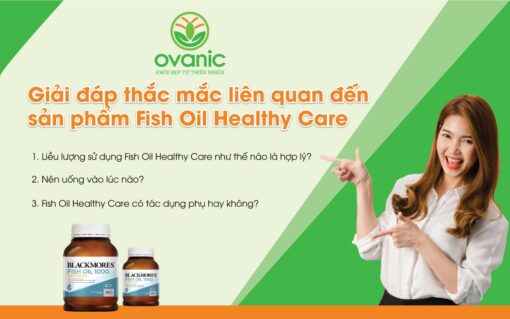 ovanic
KHỎE ĐẸP TỪ THIÊN NHIÊN
Giải đáp thắc mắc liên quan đến
sản phẩm Fish Oil Healthy Care
1. Liều lượng sử dụng Fish Oil Healthy Care như thế nào là hợp lý?
2. Nên uống vào lúc nào?
3. Fish Oil Healthy Care có tác dụng phụ hay không?
BLACKMORES
FISH OIL 1000
BLACKMORES
FISH OIL 1000